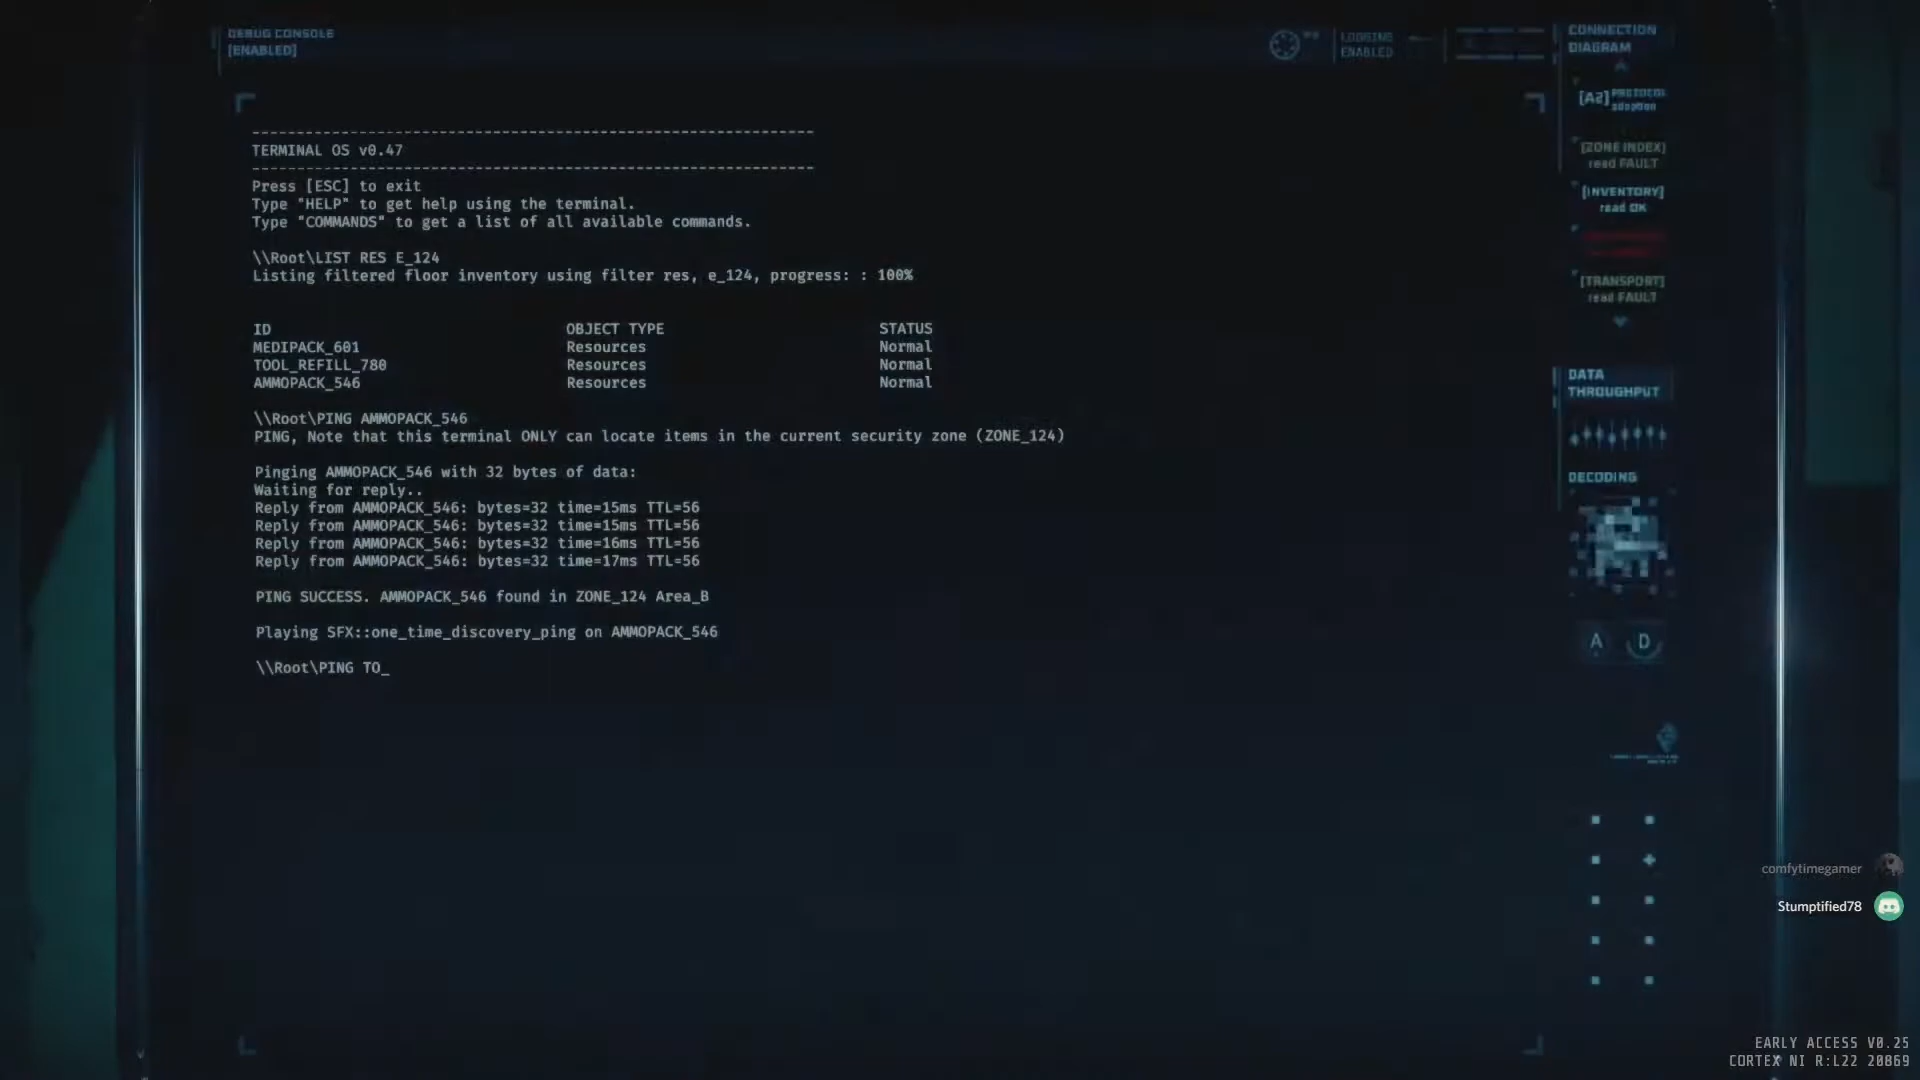 DEBUG CONSOLE
[ENABLED]
LOGGING
ENABLED
CONNECTION
DIAGRAM
[A2] PROTOCOL
adaption
[ZONE INDEX]
read FAULT
[INVENTORY]
read OK
[TRANSPORT]
read FAULT
DATA
THROUGHPUT
DECODING
A D
--------------------------------------------------------------
TERMINAL OS v0.47
--------------------------------------------------------------
Press [ESC] to exit
Type "HELP" to get help using the terminal.
Type "COMMANDS" to get a list of all available commands.
\\Root\LIST RES E_124
Listing filtered floor inventory using filter res, e_124, progress: : 100%
ID OBJECT TYPE STATUS
MEDIPACK_601 Resources Normal
TOOL_REFILL_780 Resources Normal
AMMOPACK_546 Resources Normal
\\Root\PING AMMOPACK_546
PING, Note that this terminal ONLY can locate items in the current security zone (ZONE_124)
Pinging AMMOPACK_546 with 32 bytes of data:
Waiting for reply..
Reply from AMMOPACK_546: bytes=32 time=15ms TTL=56
Reply from AMMOPACK_546: bytes=32 time=15ms TTL=56
Reply from AMMOPACK_546: bytes=32 time=16ms TTL=56
Reply from AMMOPACK_546: bytes=32 time=17ms TTL=56
PING SUCCESS. AMMOPACK_546 found in ZONE_124 Area_B
Playing SFX::one_time_discovery_ping on AMMOPACK_546
\\Root\PING TO_
comfytimegamer
Stumptified78
EARLY ACCESS V0.25
CORTEX NI R:L22 20869